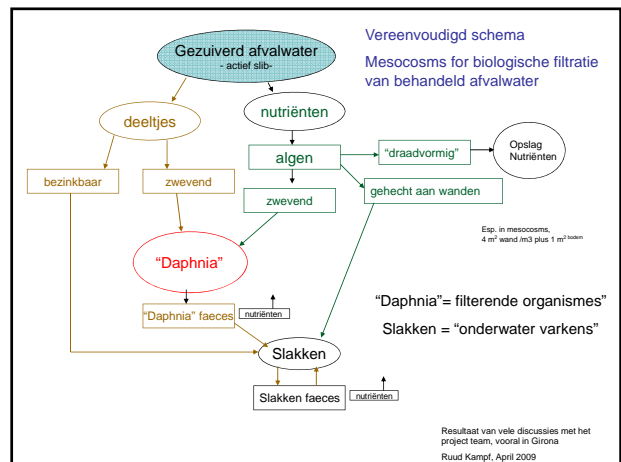 Gezuiverd afvalwater
- actief slib-
Vereenvoudigd schema
Mesocosms for biologische filtratie
van behandeld afvalwater
nutriënten
deeltjes
algen
"draadvormig"
Opslag
Nutriënten
bezinkbaar
zwevend
gehecht aan wanden
zwevend
Esp. in mesocosms,
4 m² wand /m3 plus 1 m² bodem
"Daphnia"
"Daphnia" faeces
nutriënten
"Daphnia"= filterende organismes"
Slakken = "onderwater varkens"
Slakken
Slakken faeces
nutriënten
Resultaat van vele discussies met het
project team, vooral in Girona
Ruud Kampf, April 2009